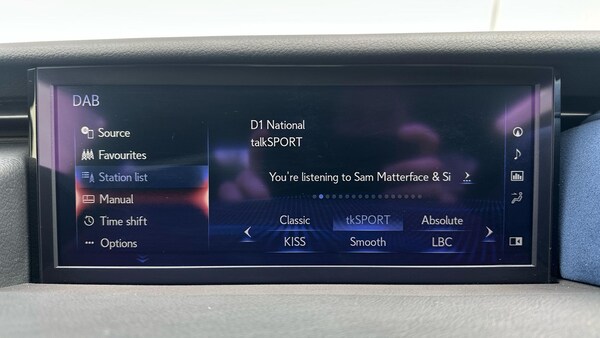 DAB
Source
Favourites
Station list
Manual
Time shift
Options
D1 National
talkSPORT
You're listening to Sam Matterface & Si
Classic tkSPORT Absolute
KISS Smooth LBC